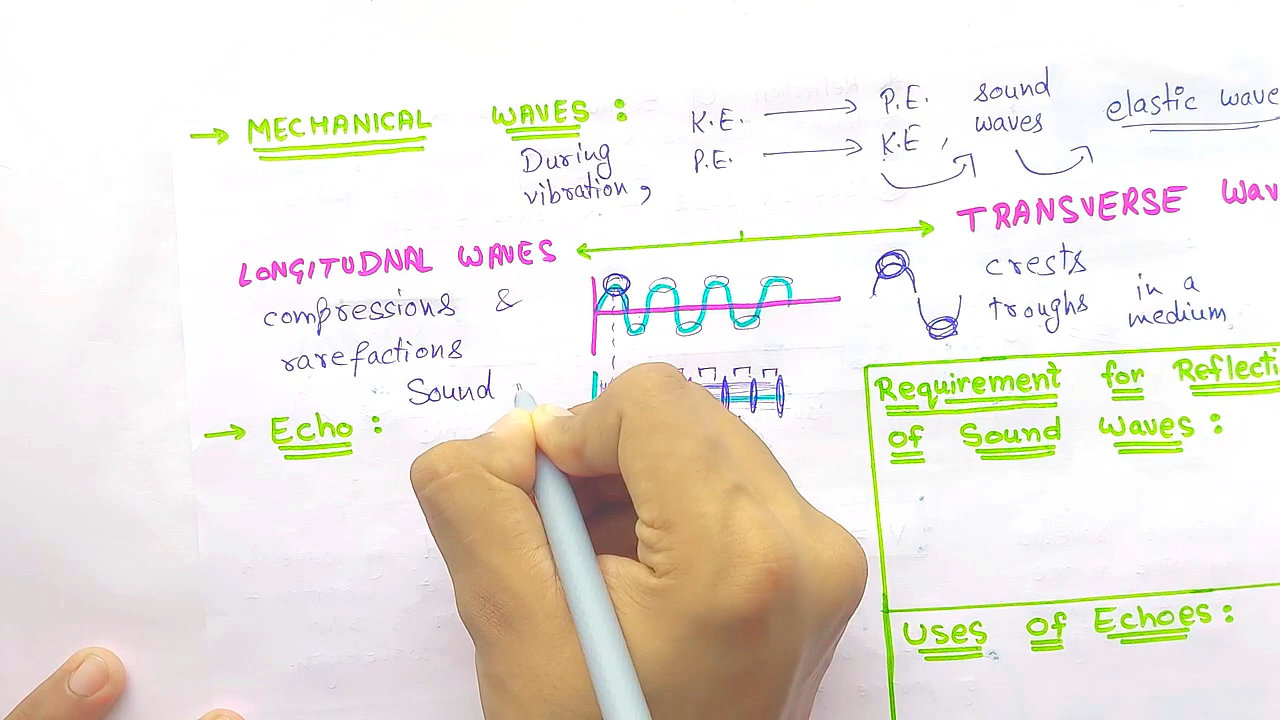 → MECHANICAL WAVES :
During
vibration,
K.E. → P.E.
P.E. → K.E ,
sound
waves
elastic wave
LONGITUDNAL WAVES
compressions &
rarefactions
Sound
TRANSVERSE Wav
crests
troughs
in a
medium
→ Echo :
Requirement for Reflecti
of Sound Waves :
Uses of Echoes :